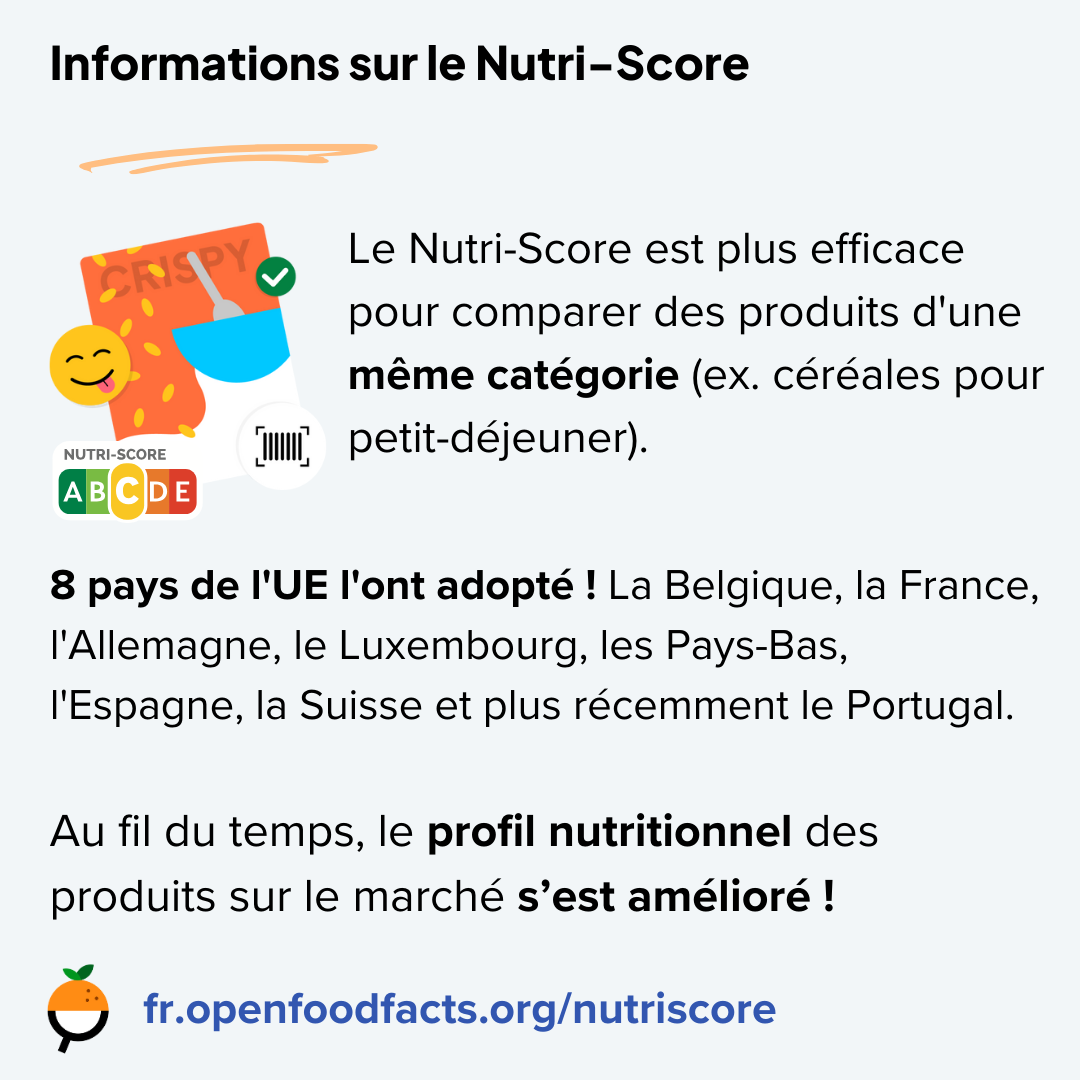 Informations sur le Nutri-Score
CRISPY
Le Nutri-Score est plus efficace
pour comparer des produits d'une
même catégorie (ex. céréales pour
petit-déjeuner).
NUTRI-SCORE
A B C D E
8 pays de l'UE l'ont adopté ! La Belgique, la France,
l'Allemagne, le Luxembourg, les Pays-Bas,
l'Espagne, la Suisse et plus récemment le Portugal.
Au fil du temps, le profil nutritionnel des
produits sur le marché s’est amélioré !
fr.openfoodfacts.org/nutriscore